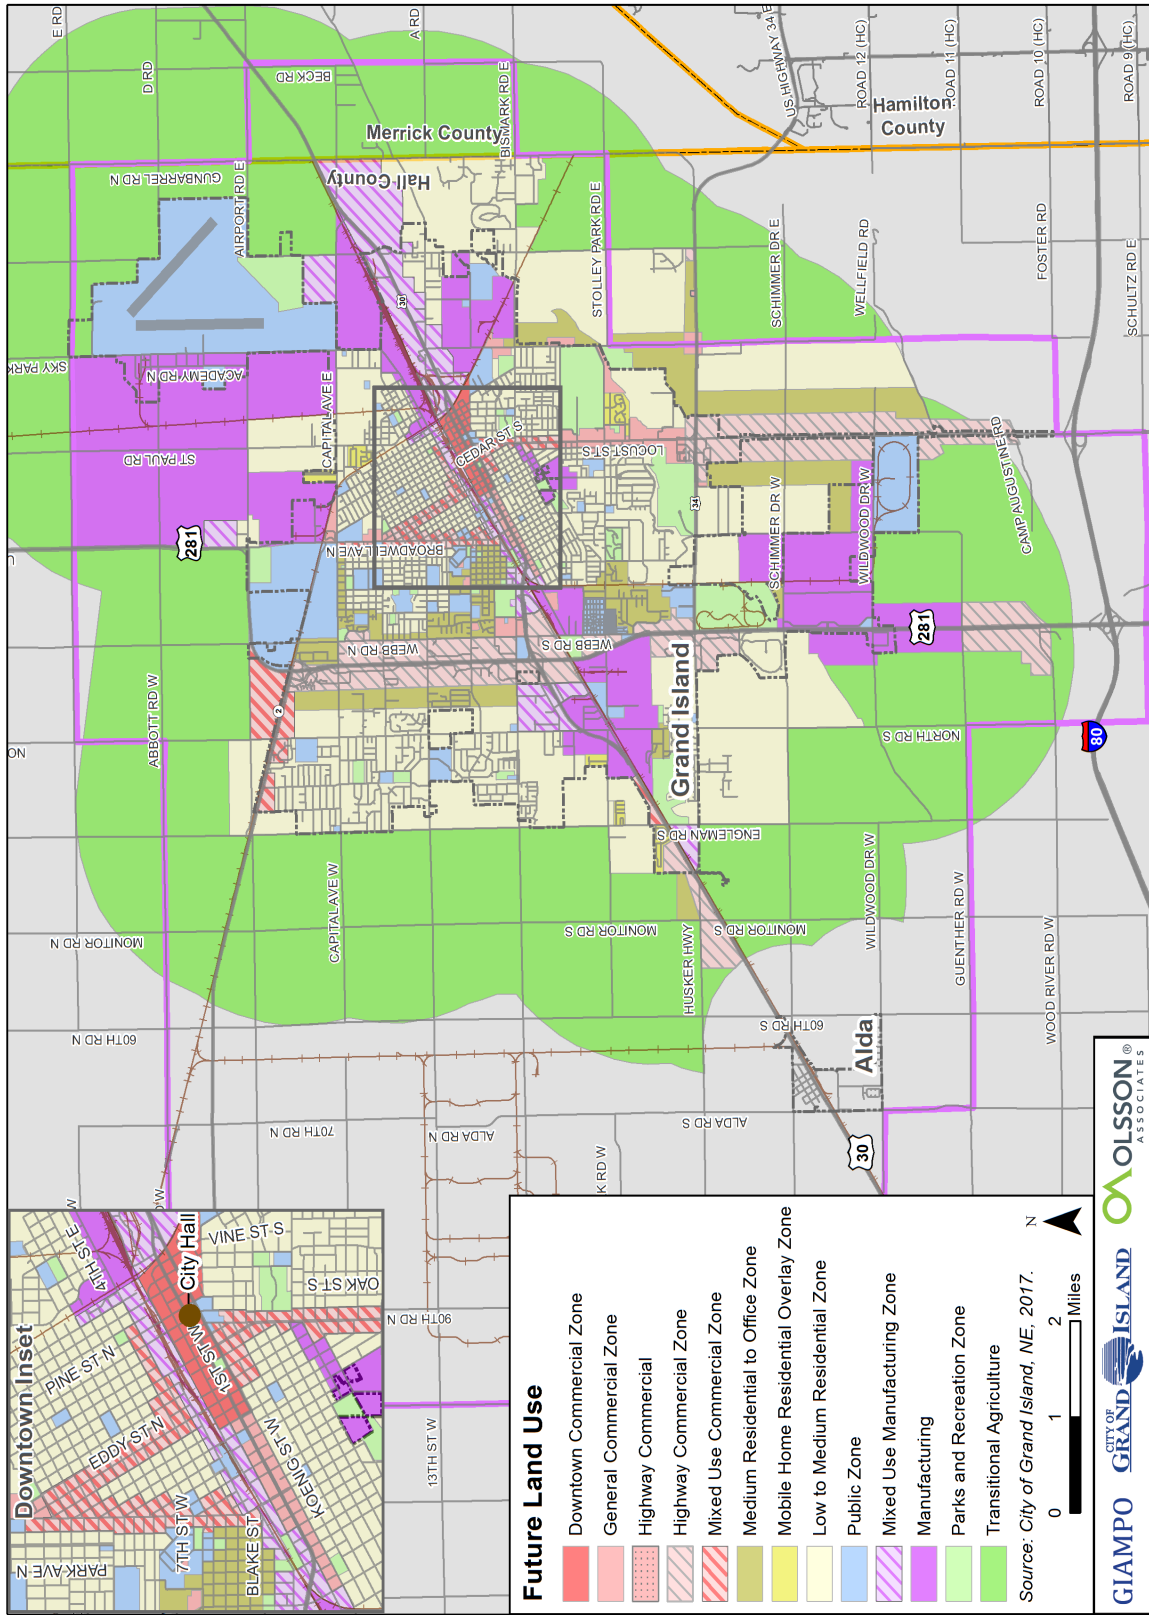 E RD
D RD
A RD
BECK RD
BISMARK RD E
US HIGHWAY 34 E
ROAD 12 (HC)
ROAD 11 (HC)
ROAD 10 (HC)
ROAD 9 (HC)
Merrick County
Hamilton
County
Hall County
GUNBARREL RD N
AIRPORT RD E
STOLLEY PARK RD E
SCHIMMER DR E
WELLFIELD RD
FOSTER RD
SCHULTZ RD E
30
SKY PARK
ACADEMY RD N
CAPITAL AVE E
ST PAUL RD
CEDAR ST S
LOCUST ST S
34
CAMP AUGUSTINE RD
281
BROADWELL AVE N
SCHIMMER DR W
WILDWOOD DR W
281
WEBB RD N
WEBB RD S
Grand Island
ABBOTT RD W
2
NORTH RD S
80
NO
ENGLEMAN RD S
CAPITAL AVE W
WILDWOOD DR W
MONITOR RD N
MONITOR RD S
HUSKER HWY
MONITOR RD S
GUENTHER RD W
WOOD RIVER RD W
60TH RD N
60TH RD S
Alda
70TH RD N
ALDA RD N
ALDA RD S
30
K RD W
W
D W
90TH RD N
13TH ST W
Downtown Inset
4TH ST E
City Hall
VINE ST S
OAK ST S
PINE ST N
1ST ST W
EDDY ST N
KOENIG ST W
7TH ST W
BLAKE ST
PARK AVE N
Future Land Use
Downtown Commercial Zone
General Commercial Zone
Highway Commercial
Highway Commercial Zone
Mixed Use Commercial Zone
Medium Residential to Office Zone
Mobile Home Residential Overlay Zone
Low to Medium Residential Zone
Public Zone
Mixed Use Manufacturing Zone
Manufacturing
Parks and Recreation Zone
Transitional Agriculture
Source: City of Grand Island, NE, 2017.
N
0 1 2
Miles
GIAMPO
CITY OF
GRAND ISLAND
OLSSON ®
ASSOCIATES